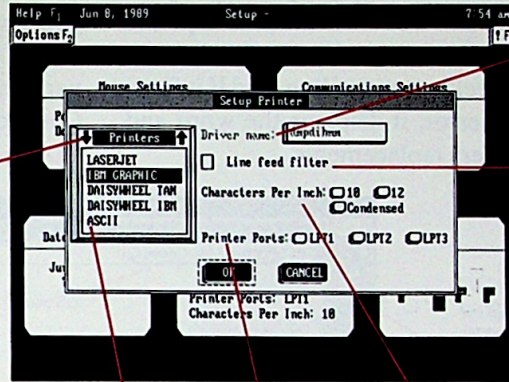 Help F1 Jun 8, 1989 Setup - 7:54 am
Options F2
Mouse Settings Communications Settings
Setup Printer
Printers
LASERJET
IBM GRAPHIC
DAISYWHEEL TAN
DAISYWHEEL IBM
ASCII
Driver name:
Line feed filter
Characters Per Inch: 10 12
Condensed
Printer Ports: LPT1 LPT2 LPT3
OK CANCEL
Printer Ports: LPT1
Characters Per Inch: 10